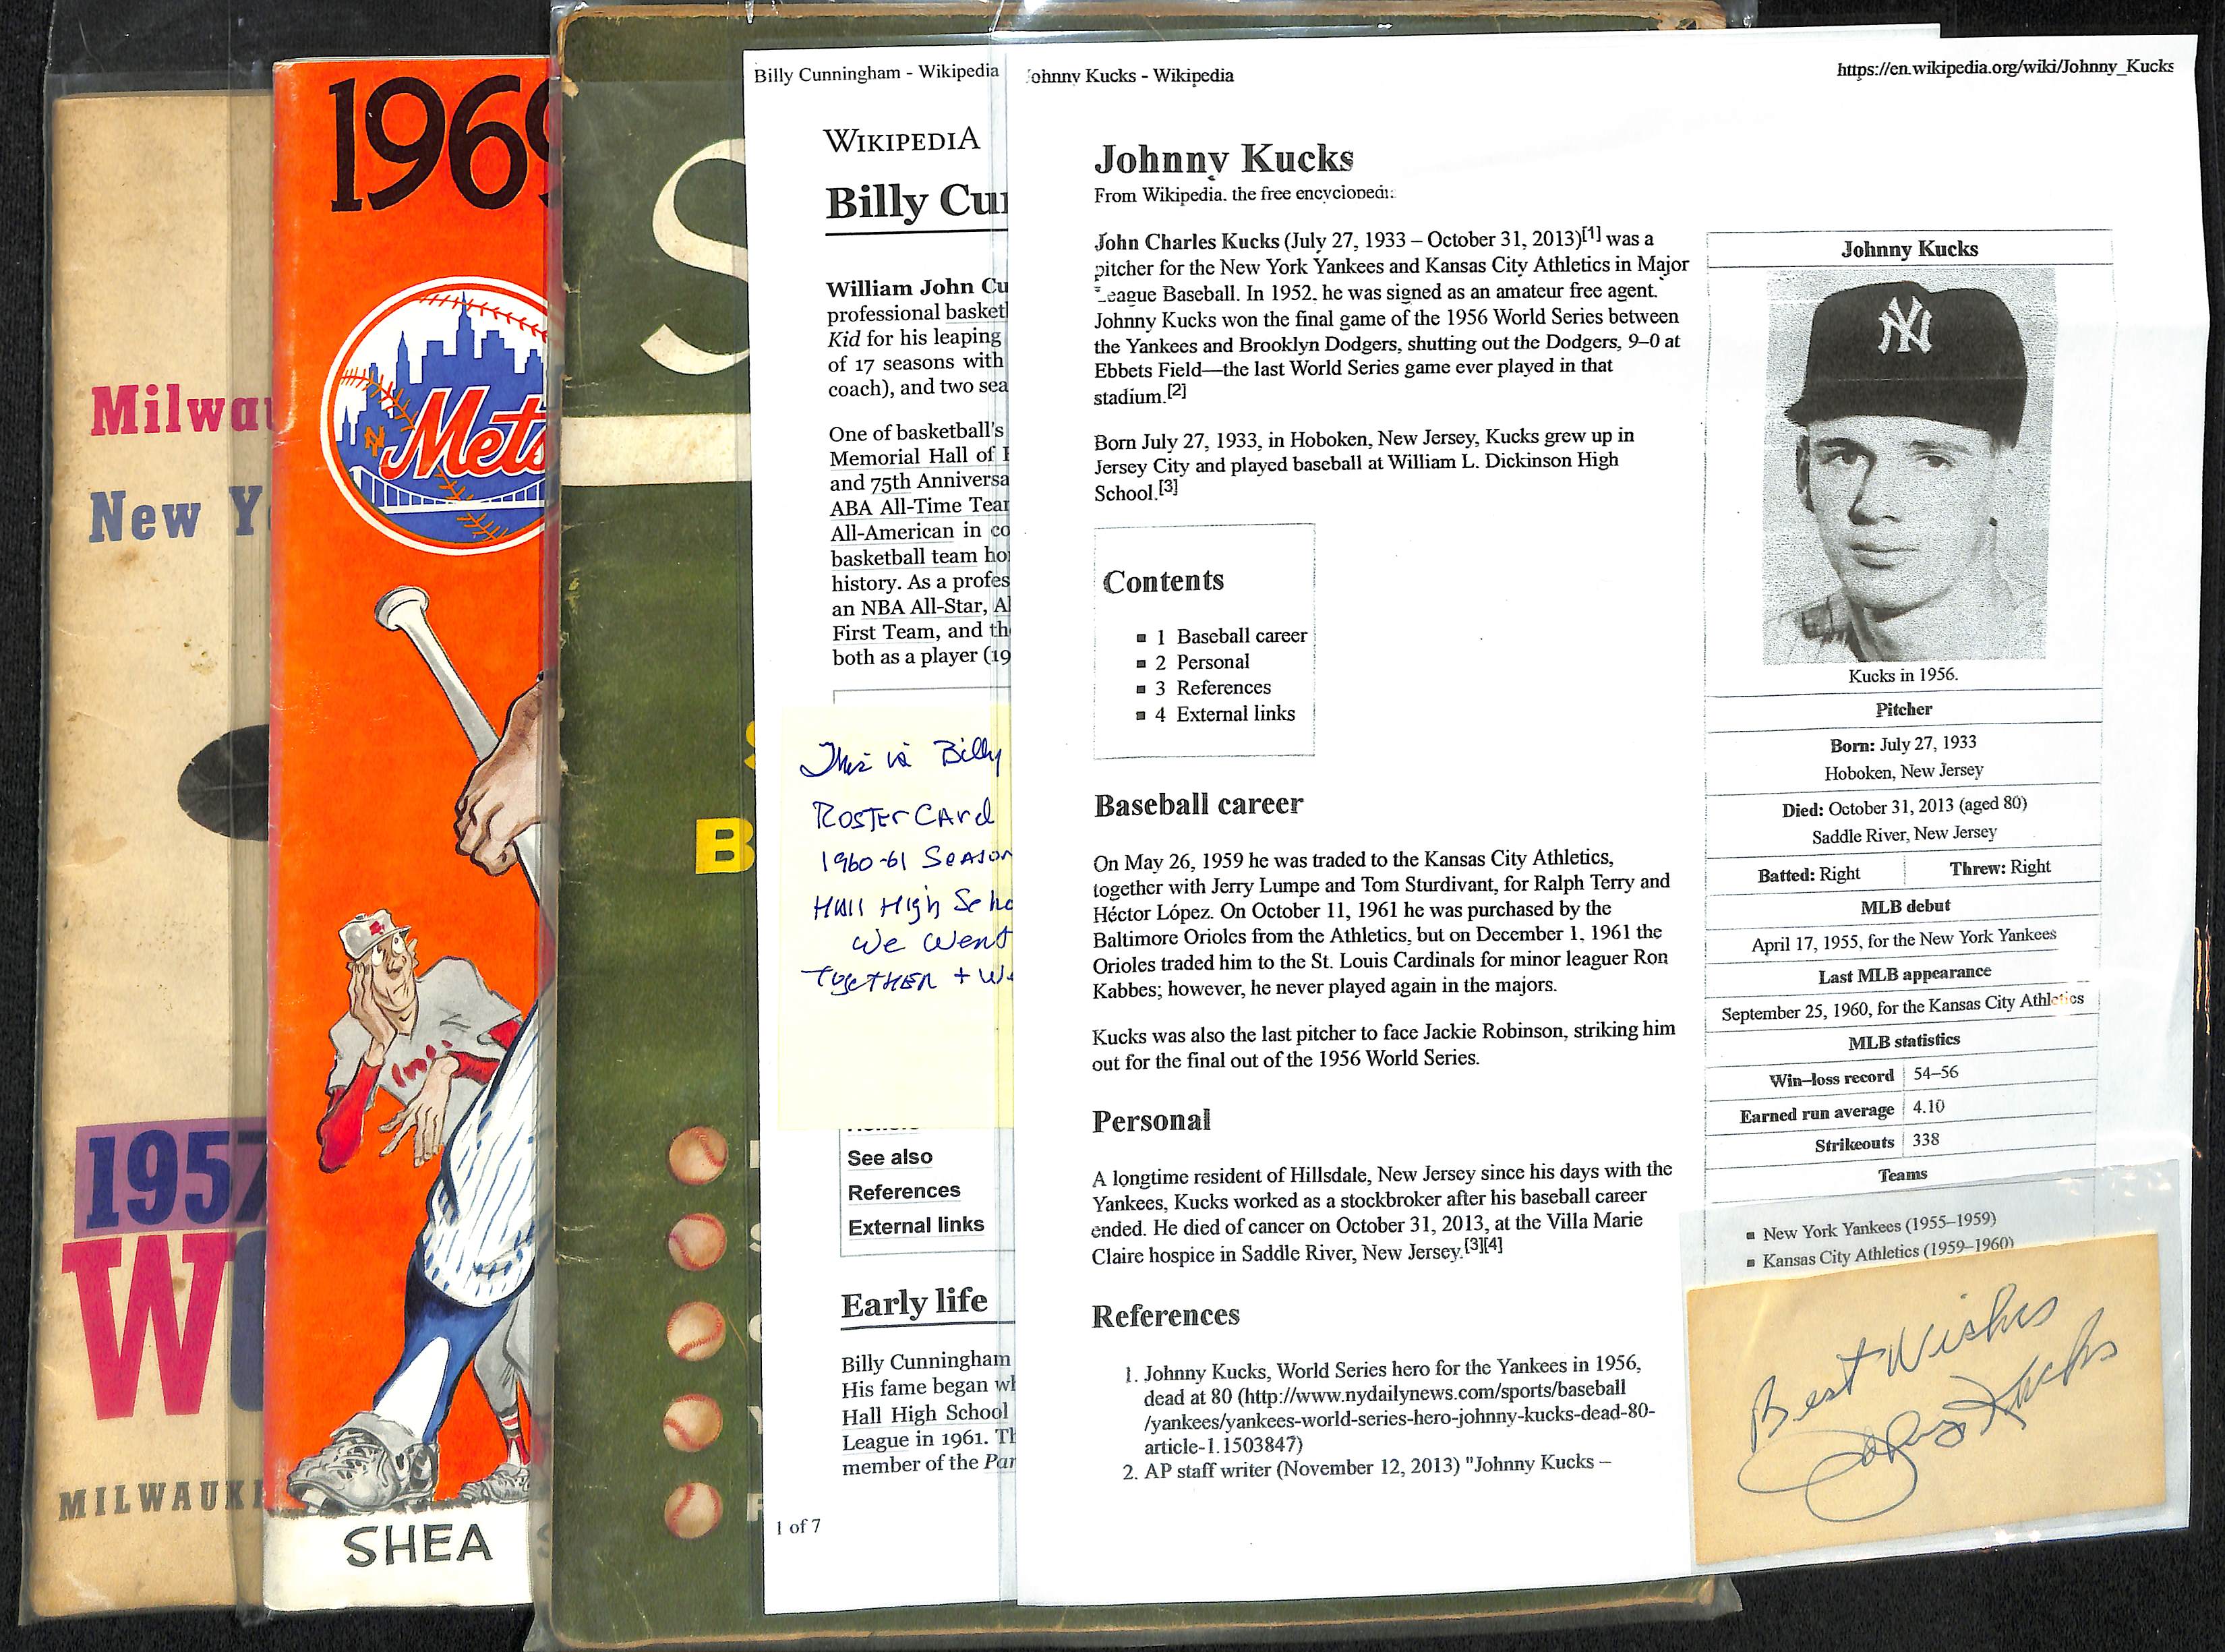 Milwau
New Y
1957
W
MILWAUK
1969
Mets
NY
SHEA
S
B
Billy Cunningham - Wikipedia
WIKIPEDIA
Billy Cu
William John Cu
professional basket
Kid for his leaping
of 17 seasons with
coach), and two sea
One of basketball's
Memorial Hall of
and 75th Anniversa
ABA All-Time Tear
All-American in co
basketball team ho
history. As a profes
an NBA All-Star, Al
First Team, and th
both as a player (19
This is Billy
Roster Card
1960-61 Season
Hall High Scho
We Went
Together + W
See also
References
External links
Early life
Billy Cunningham
His fame began wh
Hall High School
League in 1961. Th
member of the Par
1 of 7
ohnny Kucks - Wikipedia
https://en.wikipedia.org/wiki/Johnny_Kucks
Johnny Kucks
From Wikipedia, the free encyclopedi
John Charles Kucks (July 27, 1933 – October 31, 2013)[1] was a
pitcher for the New York Yankees and Kansas City Athletics in Major
League Baseball. In 1952, he was signed as an amateur free agent.
Johnny Kucks won the final game of the 1956 World Series between
the Yankees and Brooklyn Dodgers, shutting out the Dodgers, 9–0 at
Ebbets Field—the last World Series game ever played in that
stadium.[2]
Born July 27, 1933, in Hoboken, New Jersey, Kucks grew up in
Jersey City and played baseball at William L. Dickinson High
School.[3]
Contents
1 Baseball career
2 Personal
3 References
4 External links
Baseball career
On May 26, 1959 he was traded to the Kansas City Athletics,
together with Jerry Lumpe and Tom Sturdivant, for Ralph Terry and
Héctor López. On October 11, 1961 he was purchased by the
Baltimore Orioles from the Athletics, but on December 1, 1961 the
Orioles traded him to the St. Louis Cardinals for minor leaguer Ron
Kabbes; however, he never played again in the majors.
Kucks was also the last pitcher to face Jackie Robinson, striking him
out for the final out of the 1956 World Series.
Personal
A longtime resident of Hillsdale, New Jersey since his days with the
Yankees, Kucks worked as a stockbroker after his baseball career
ended. He died of cancer on October 31, 2013, at the Villa Marie
Claire hospice in Saddle River, New Jersey.[3][4]
References
1. Johnny Kucks, World Series hero for the Yankees in 1956,
dead at 80 (http://www.nydailynews.com/sports/baseball
/yankees/yankees-world-series-hero-johnny-kucks-dead-80-
article-1.1503847)
2. AP staff writer (November 12, 2013) "Johnny Kucks –
Johnny Kucks
NY
Kucks in 1956.
Pitcher
Born: July 27, 1933
Hoboken, New Jersey
Died: October 31, 2013 (aged 80)
Saddle River, New Jersey
Batted: Right Threw: Right
MLB debut
April 17, 1955, for the New York Yankees
Last MLB appearance
September 25, 1960, for the Kansas City Athletics
MLB statistics
Win–loss record 54–56
Earned run average 4.10
Strikeouts 338
Teams
New York Yankees (1955–1959)
Kansas City Athletics (1959–1960)
Best Wishes
Johnny Kucks